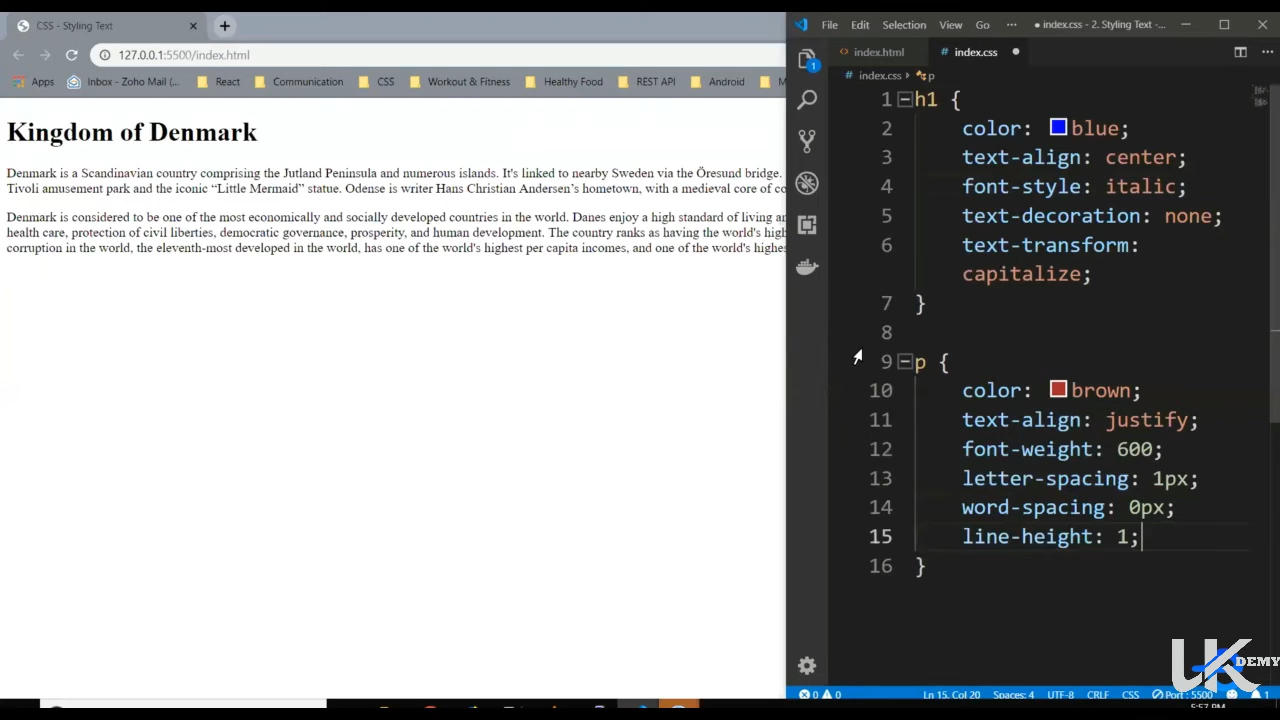 CSS - Styling Text
127.0.0.1:5500/index.html
Apps
Inbox - Zoho Mail (...
React
Communication
CSS
Workout & Fitness
Healthy Food
REST API
Android
M
Kingdom of Denmark
Denmark is a Scandinavian country comprising the Jutland Peninsula and numerous islands. It's linked to nearby Sweden via the Öresund bridge.
Tivoli amusement park and the iconic “Little Mermaid” statue. Odense is writer Hans Christian Andersen’s hometown, with a medieval core of co
Denmark is considered to be one of the most economically and socially developed countries in the world. Danes enjoy a high standard of living a
health care, protection of civil liberties, democratic governance, prosperity, and human development. The country ranks as having the world's high
corruption in the world, the eleventh-most developed in the world, has one of the world's highest per capita incomes, and one of the world's highes
File Edit Selection View Go ··· ● index.css - 2. Styling Text -...
<> index.html
# index.css ●
# index.css › p
1
1 h1 {
2 color: blue;
3 text-align: center;
4 font-style: italic;
5 text-decoration: none;
6 text-transform:
capitalize;
7 }
8
9 p {
10 color: brown;
11 text-align: justify;
12 font-weight: 600;
13 letter-spacing: 1px;
14 word-spacing: 0px;
15 line-height: 1;
16 }
UKDEMY
0 0 Ln 15, Col 20 Spaces: 4 UTF-8 CRLF CSS Port : 5500 1
5:57 PM